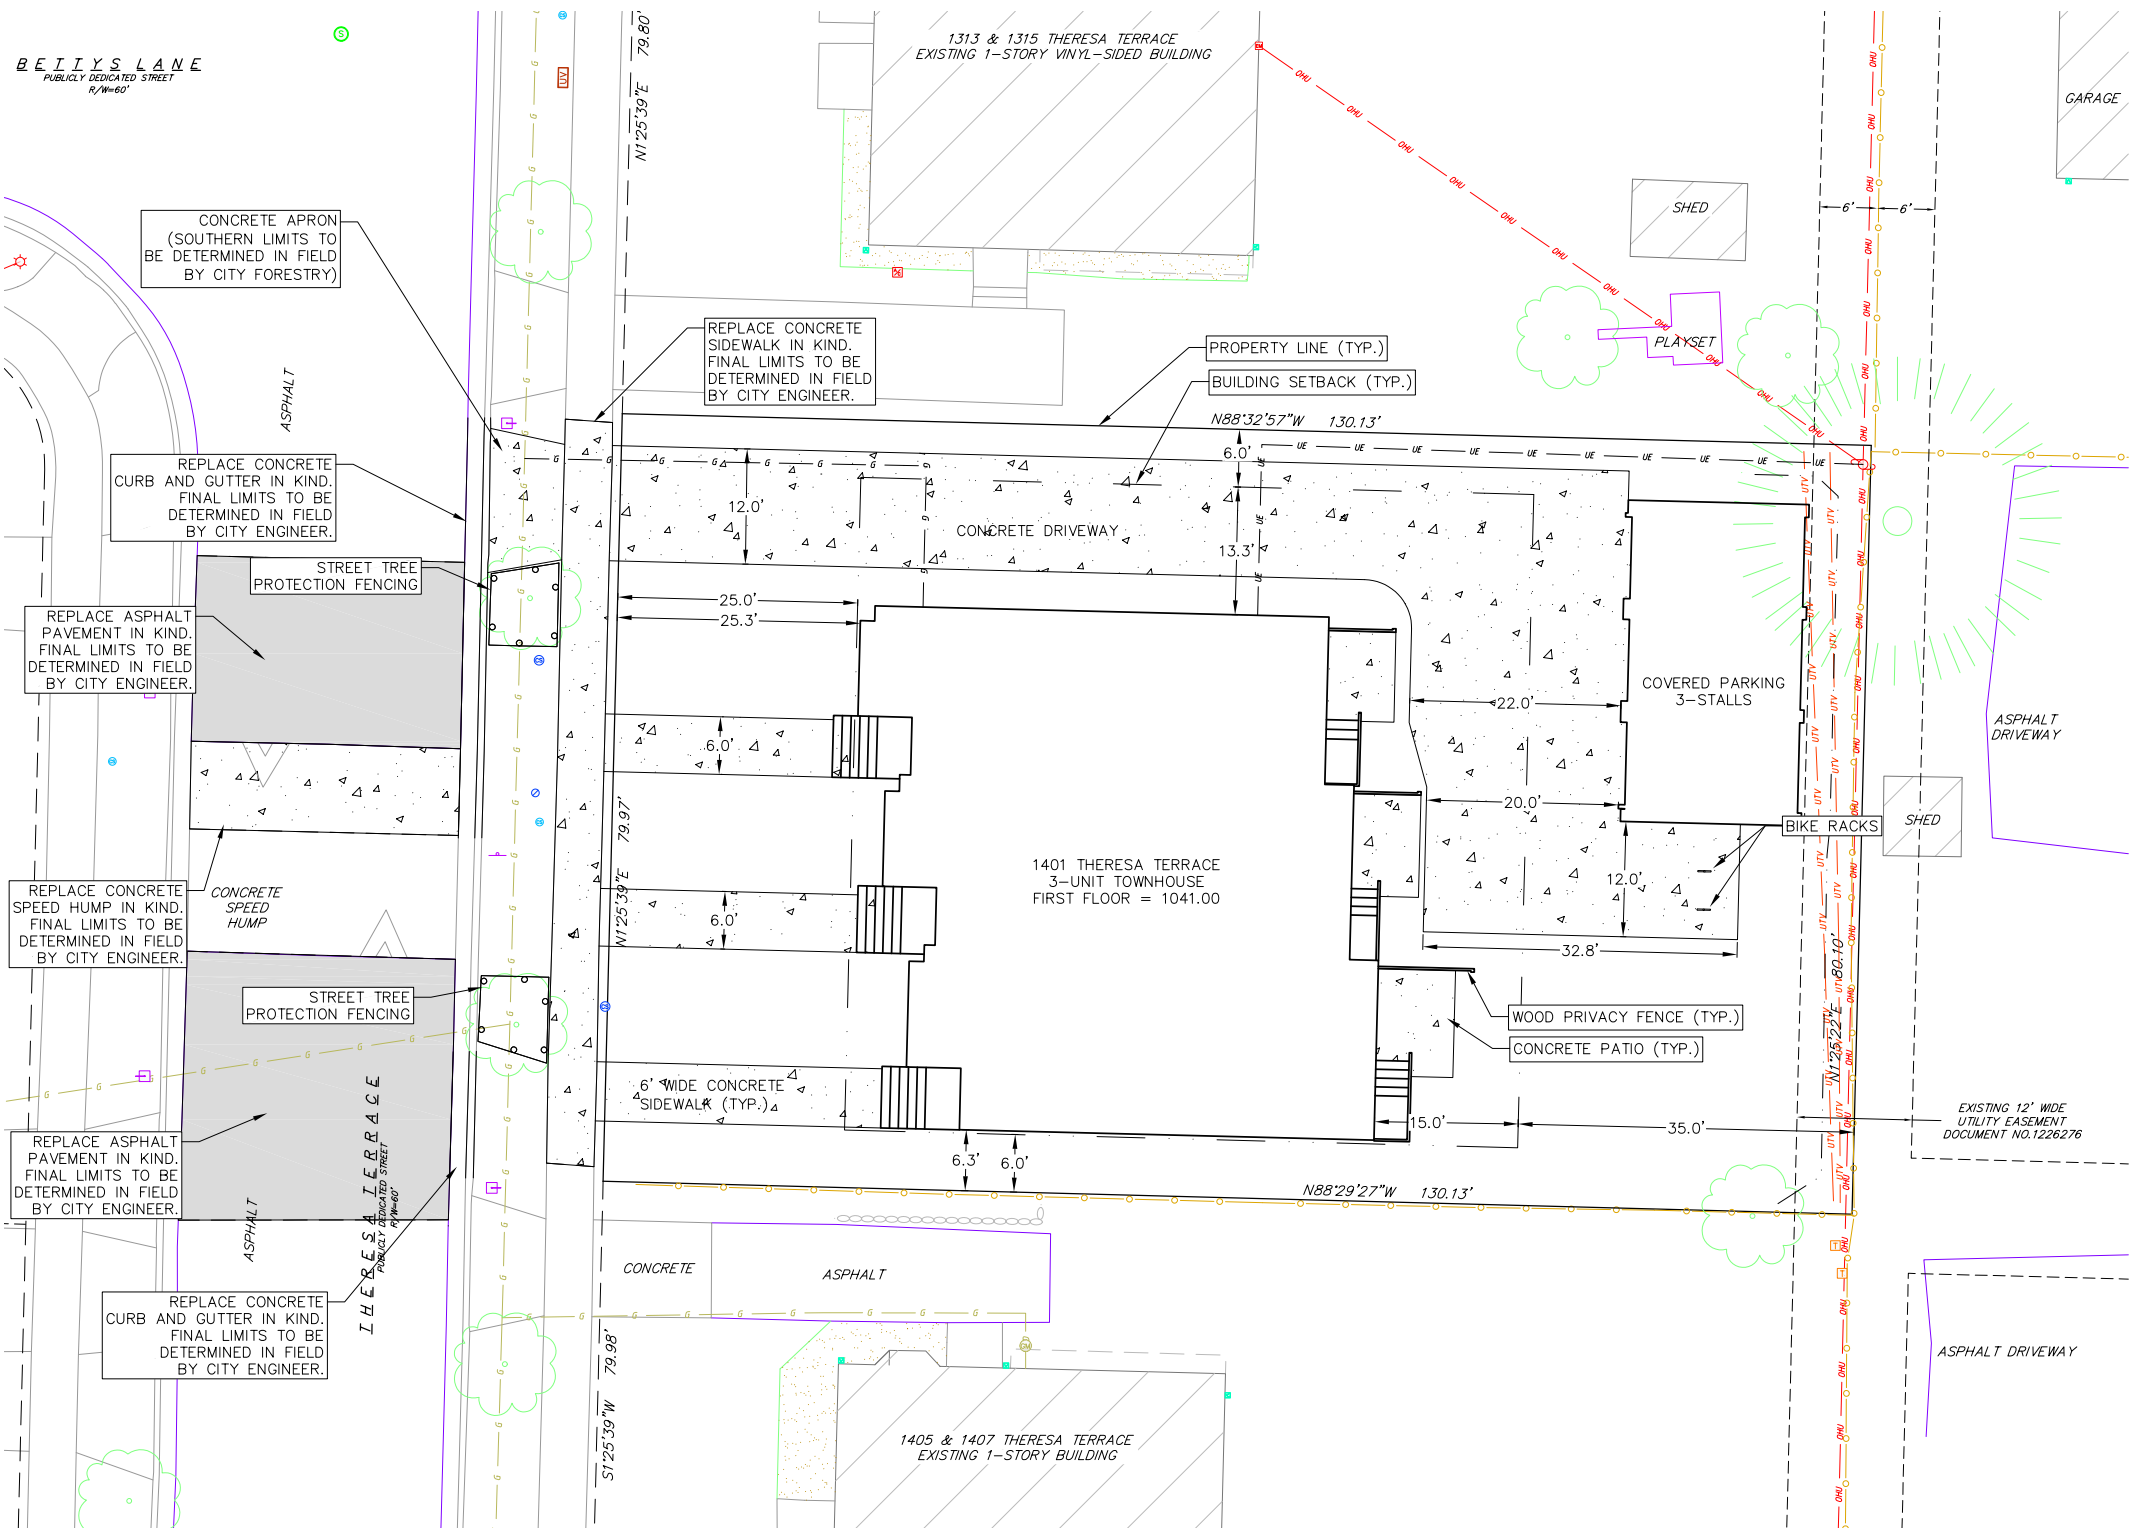 BETTYS LANE
PUBLICLY DEDICATED STREET
R/W=60'
S
UV
N1°25'39"E 79.80'
1313 & 1315 THERESA TERRACE
EXISTING 1-STORY VINYL-SIDED BUILDING
GARAGE
SHED
6'
6'
PLAYSET
CONCRETE APRON
(SOUTHERN LIMITS TO
BE DETERMINED IN FIELD
BY CITY FORESTRY)
REPLACE CONCRETE
SIDEWALK IN KIND.
FINAL LIMITS TO BE
DETERMINED IN FIELD
BY CITY ENGINEER.
PROPERTY LINE (TYP.)
BUILDING SETBACK (TYP.)
N88°32'57"W 130.13'
ASPHALT
REPLACE CONCRETE
CURB AND GUTTER IN KIND.
FINAL LIMITS TO BE
DETERMINED IN FIELD
BY CITY ENGINEER.
6.0'
12.0'
CONCRETE DRIVEWAY
13.3'
STREET TREE
PROTECTION FENCING
25.0'
25.3'
REPLACE ASPHALT
PAVEMENT IN KIND.
FINAL LIMITS TO BE
DETERMINED IN FIELD
BY CITY ENGINEER.
COVERED PARKING
3-STALLS
22.0'
ASPHALT
DRIVEWAY
6.0'
20.0'
BIKE RACKS
SHED
N1°25'39"E 79.97'
1401 THERESA TERRACE
3-UNIT TOWNHOUSE
FIRST FLOOR = 1041.00
12.0'
REPLACE CONCRETE
SPEED HUMP IN KIND.
FINAL LIMITS TO BE
DETERMINED IN FIELD
BY CITY ENGINEER.
CONCRETE
SPEED
HUMP
6.0'
32.8'
N1°25'22"E 80.10'
STREET TREE
PROTECTION FENCING
WOOD PRIVACY FENCE (TYP.)
CONCRETE PATIO (TYP.)
6' WIDE CONCRETE
SIDEWALK (TYP.)
15.0'
35.0'
EXISTING 12' WIDE
UTILITY EASEMENT
DOCUMENT NO.1226276
6.3'
6.0'
REPLACE ASPHALT
PAVEMENT IN KIND.
FINAL LIMITS TO BE
DETERMINED IN FIELD
BY CITY ENGINEER.
THERESA TERRACE
PUBLICLY DEDICATED STREET
R/W=60'
ASPHALT
N88°29'27"W 130.13'
CONCRETE
ASPHALT
REPLACE CONCRETE
CURB AND GUTTER IN KIND.
FINAL LIMITS TO BE
DETERMINED IN FIELD
BY CITY ENGINEER.
S1°25'39"W 79.98'
T
T
ASPHALT DRIVEWAY
1405 & 1407 THERESA TERRACE
EXISTING 1-STORY BUILDING
G
OHU
UE
UTV